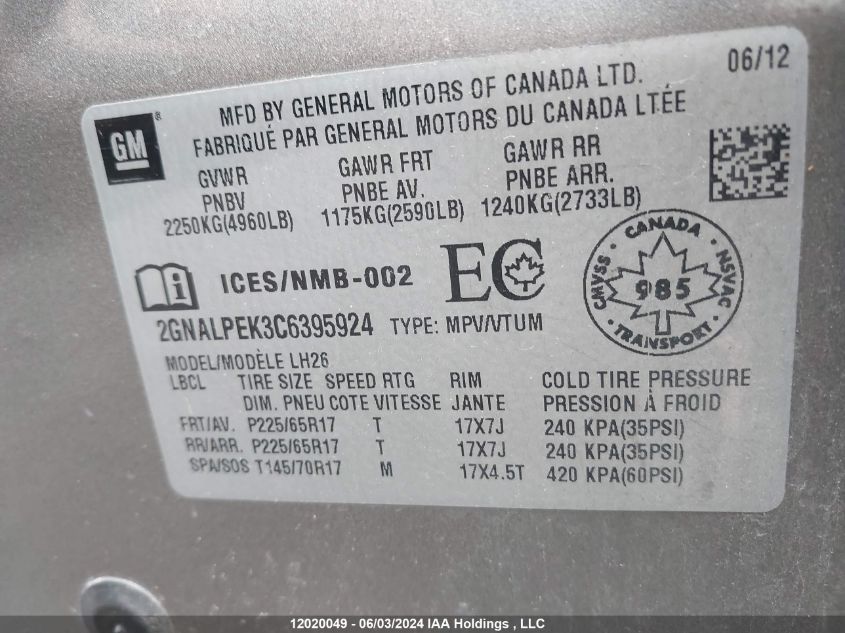 06/12
MFD BY GENERAL MOTORS OF CANADA LTD.
FABRIQUÉ PAR GENERAL MOTORS DU CANADA LTÉE
GM ®
GVWR GAWR FRT GAWR RR
PNBV PNBE AV. PNBE ARR.
2250KG(4960LB) 1175KG(2590LB) 1240KG(2733LB)
i ICES/NMB-002 EC
CANADA
CMVSS 985 NSVAC
TRANSPORT
2GNALPEK3C6395924 TYPE: MPV/VTUM
MODEL/MODÈLE LH26
LBCL TIRE SIZE SPEED RTG RIM COLD TIRE PRESSURE
DIM. PNEU COTE VITESSE JANTE PRESSION À FROID
FRT/AV. P225/65R17 T 17X7J 240 KPA(35PSI)
RR/ARR. P225/65R17 T 17X7J 240 KPA(35PSI)
SPA/SOS T145/70R17 M 17X4.5T 420 KPA(60PSI)
12020049 - 06/03/2024 IAA Holdings , LLC